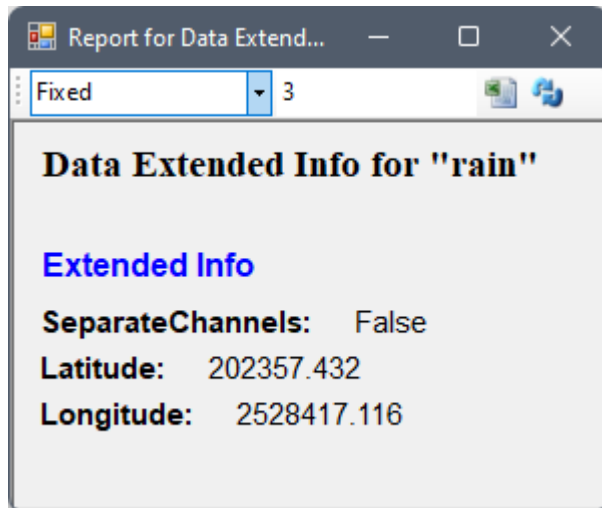 Report for Data Extend...
Fixed 3
Data Extended Info for "rain"
Extended Info
SeparateChannels: False
Latitude: 202357.432
Longitude: 2528417.116